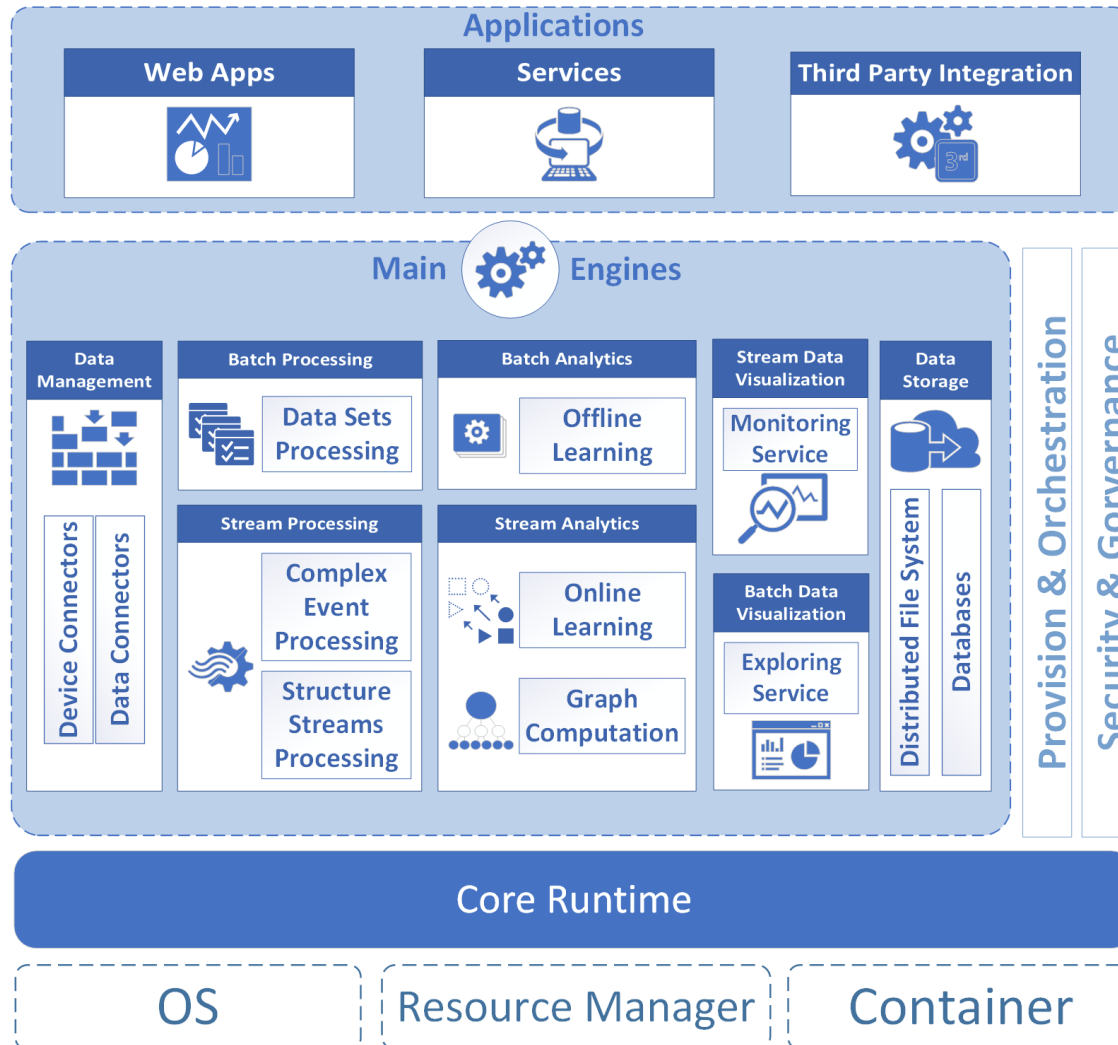 Applications
Web Apps
Services
Third Party Integration
3rd
Main Engines
Data
Management
Device Connectors
Data Connectors
Batch Processing
Data Sets
Processing
Stream Processing
Complex
Event
Processing
Structure
Streams
Processing
Batch Analytics
Offline
Learning
Stream Analytics
Online
Learning
Graph
Computation
Stream Data
Visualization
Monitoring
Service
Batch Data
Visualization
Exploring
Service
Data
Storage
Distributed File System
Databases
Provision & Orchestration
Security & Gorvernance
Core Runtime
OS
Resource Manager
Container